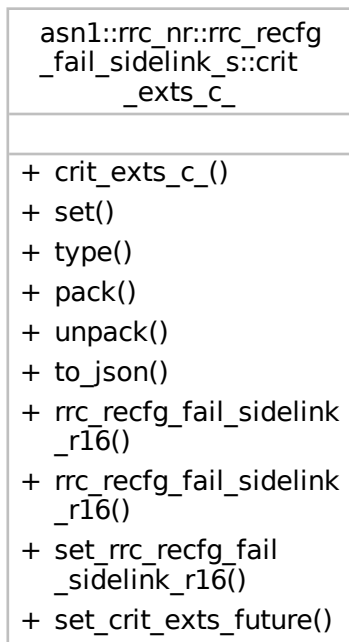 asn1::rrc_nr::rrc_recfg
_fail_sidelink_s::crit
_exts_c_
+ crit_exts_c_()
+ set()
+ type()
+ pack()
+ unpack()
+ to_json()
+ rrc_recfg_fail_sidelink
_r16()
+ rrc_recfg_fail_sidelink
_r16()
+ set_rrc_recfg_fail
_sidelink_r16()
+ set_crit_exts_future()